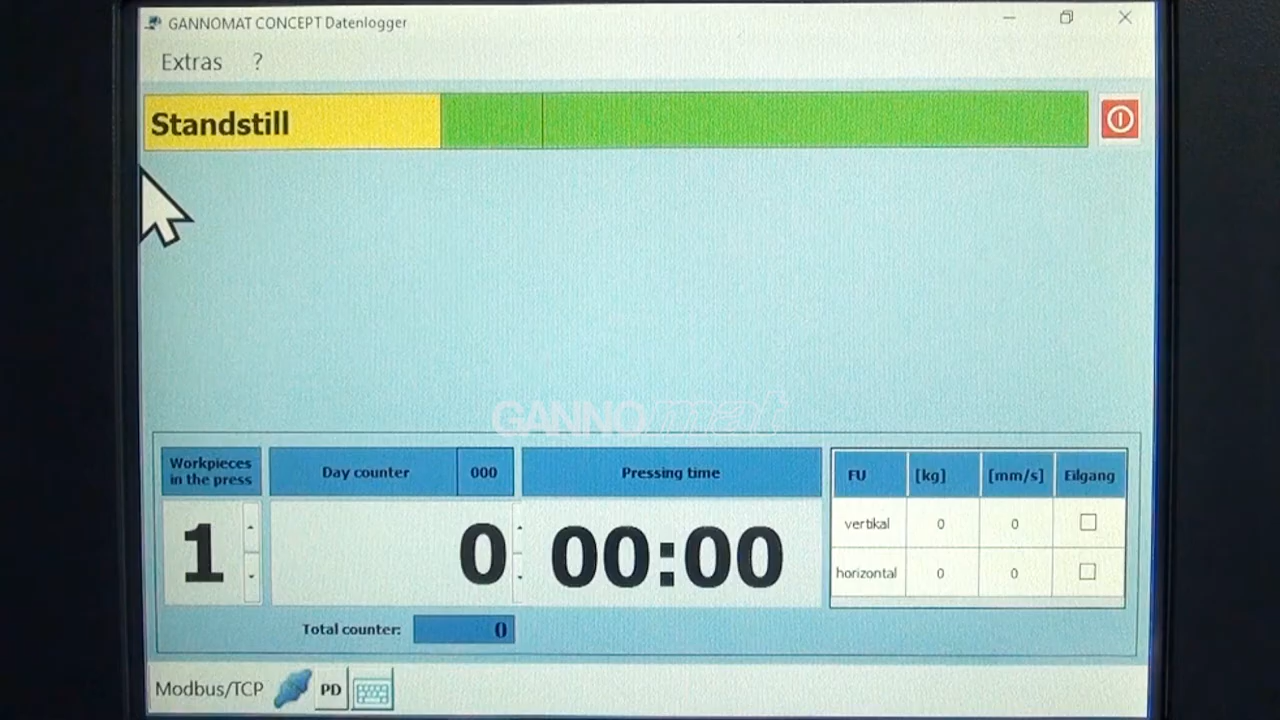 GANNOMAT CONCEPT Datenlogger
Extras ?
Standstill
GANNOmat
Workpieces in the press
Day counter 000
Pressing time
FU [kg] [mm/s] Eilgang
1
0
00:00
vertikal 0 0
horizontal 0 0
Total counter: 0
Modbus/TCP PD